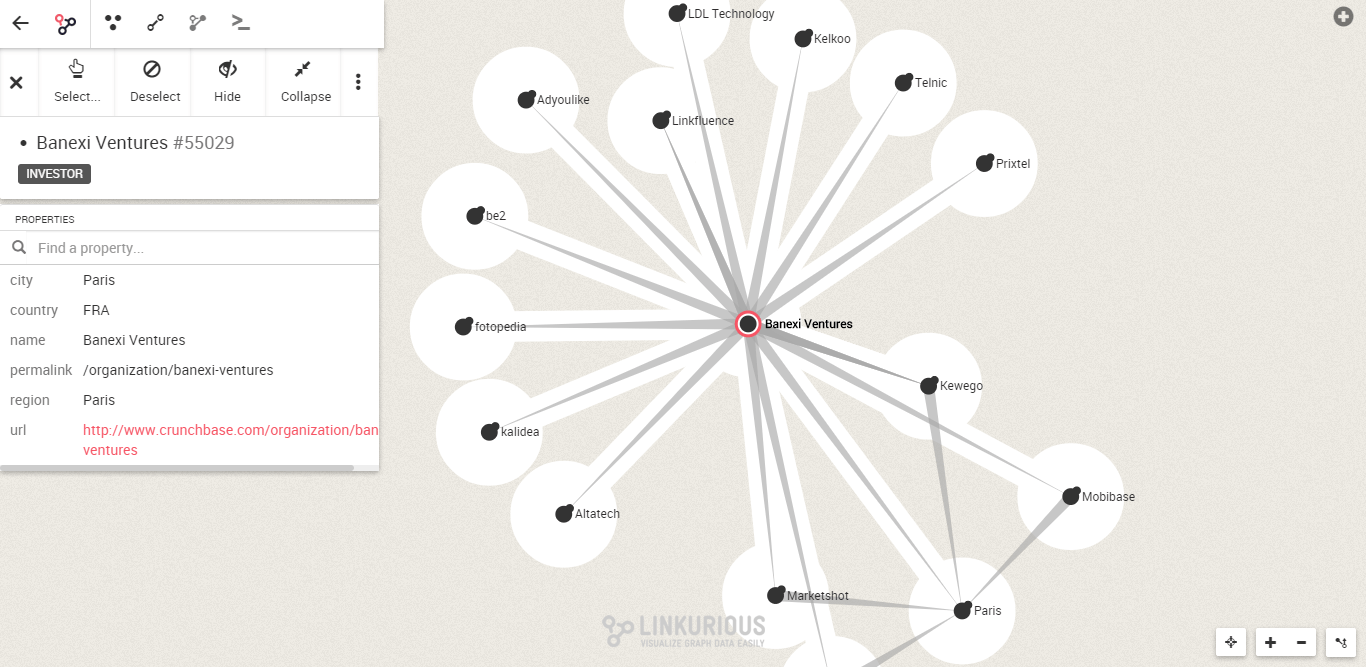 Select...
Deselect
Hide
Collapse
Banexi Ventures #55029
INVESTOR
PROPERTIES
Find a property...
city Paris
country FRA
name Banexi Ventures
permalink /organization/banexi-ventures
region Paris
url http://www.crunchbase.com/organization/ban
ventures
LDL Technology
Kelkoo
Telnic
Adyoulike
Linkfluence
Prixtel
be2
Banexi Ventures
fotopedia
Kewego
kalidea
Mobibase
Altatech
Marketshot
Paris
LINKURIOUS
VISUALIZE GRAPH DATA EASILY